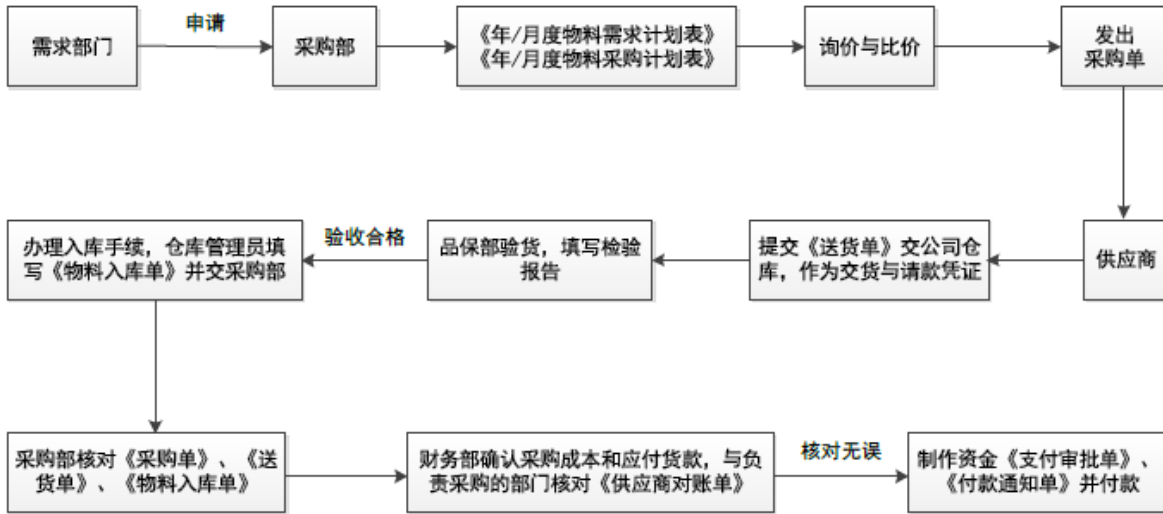 申请
需求部门
采购部
《年/月度物料需求计划表》
《年/月度物料采购计划表》
询价与比价
发出
采购单
供应商
提交《送货单》交公司仓
库，作为交货与请款凭证
品保部验货，填写检验
报告
验收合格
办理入库手续，仓库管理员填
写《物料入库单》并交采购部
采购部核对《采购单》、《送
货单》、《物料入库单》
财务部确认采购成本和应付货款，与负
责采购的部门核对《供应商对账单》
核对无误
制作资金《支付审批单》、
《付款通知单》并付款